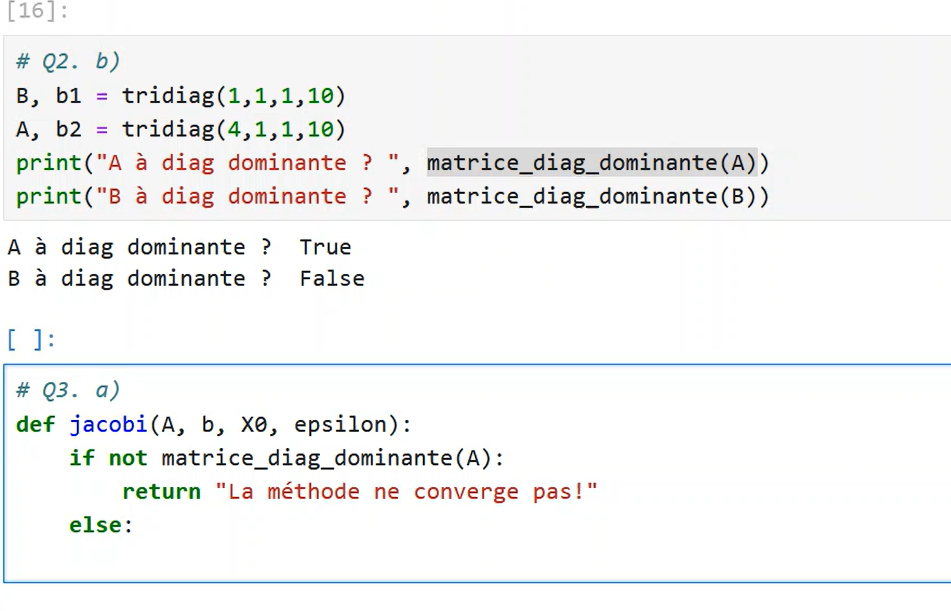 [16]:
# Q2. b)
B, b1 = tridiag(1,1,1,10)
A, b2 = tridiag(4,1,1,10)
print("A à diag dominante ? ", matrice_diag_dominante(A))
print("B à diag dominante ? ", matrice_diag_dominante(B))
A à diag dominante ?  True
B à diag dominante ?  False
[ ]:
# Q3. a)
def jacobi(A, b, X0, epsilon):
    if not matrice_diag_dominante(A):
        return "La méthode ne converge pas!"
    else: